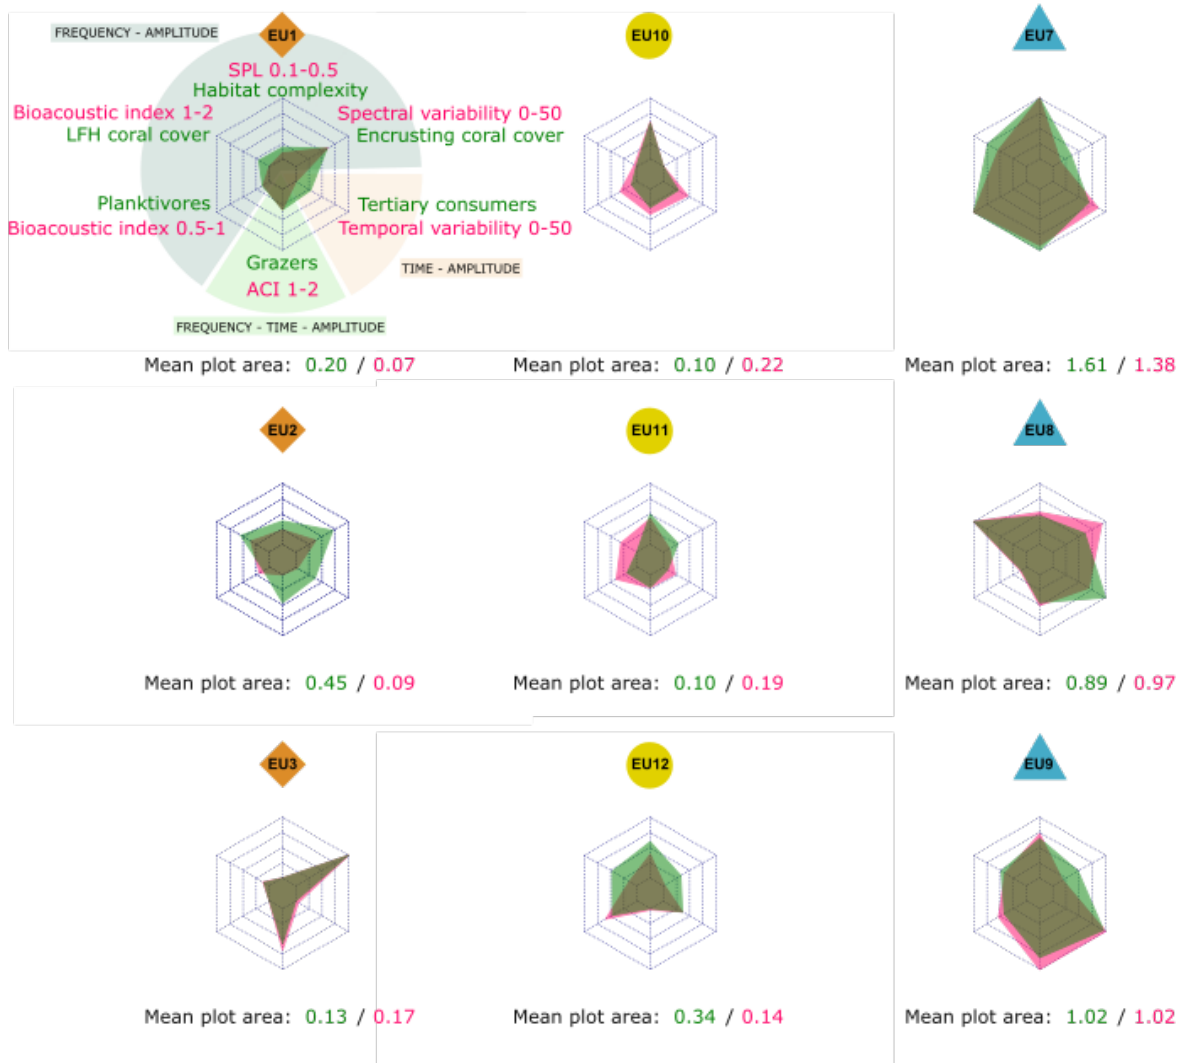 FREQUENCY - AMPLITUDE
EU1
EU10
EU7
SPL 0.1-0.5
Habitat complexity
Bioacoustic index 1-2
Spectral variability 0-50
LFH coral cover
Encrusting coral cover
Planktivores
Tertiary consumers
Bioacoustic index 0.5-1
Temporal variability 0-50
Grazers
TIME - AMPLITUDE
ACI 1-2
FREQUENCY - TIME - AMPLITUDE
Mean plot area: 0.20 / 0.07
Mean plot area: 0.10 / 0.22
Mean plot area: 1.61 / 1.38
EU2
EU11
EU8
Mean plot area: 0.45 / 0.09
Mean plot area: 0.10 / 0.19
Mean plot area: 0.89 / 0.97
EU3
EU12
EU9
Mean plot area: 0.13 / 0.17
Mean plot area: 0.34 / 0.14
Mean plot area: 1.02 / 1.02